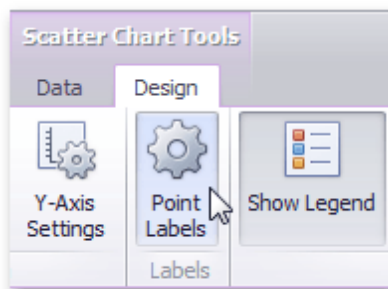 Scatter Chart Tools
Data Design
Y-Axis
Settings
Point
Labels
Show Legend
Labels